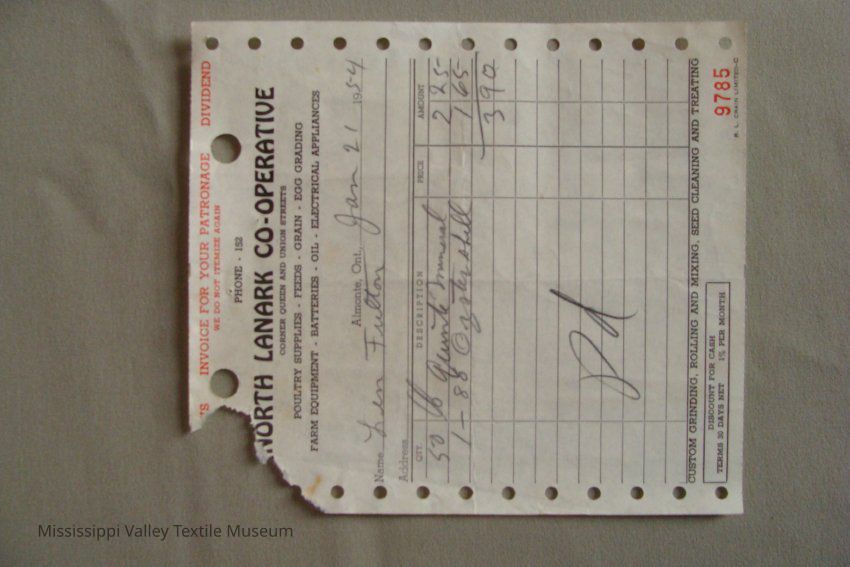 'S INVOICE FOR YOUR PATRONAGE DIVIDEND
WE DO NOT ITEMIZE AGAIN
PHONE - 152
NORTH LANARK CO-OPERATIVE
CORNER QUEEN AND UNION STREETS
POULTRY SUPPLIES - FEEDS - GRAIN - EGG GRADING
FARM EQUIPMENT - BATTERIES - OIL - ELECTRICAL APPLIANCES
Almonte, Ont., Jan 21 1954
Name Len Fulton
Address
QTY. DESCRIPTION PRICE AMOUNT
50 lb mineral 2 25
1 - 80 Oystershell 1 65
3 90
Pd
CUSTOM GRINDING, ROLLING AND MIXING, SEED CLEANING AND TREATING
DISCOUNT FOR CASH
TERMS 30 DAYS NET 1% PER MONTH
9785
R. L. CRAIN LIMITED-C
Mississippi Valley Textile Museum